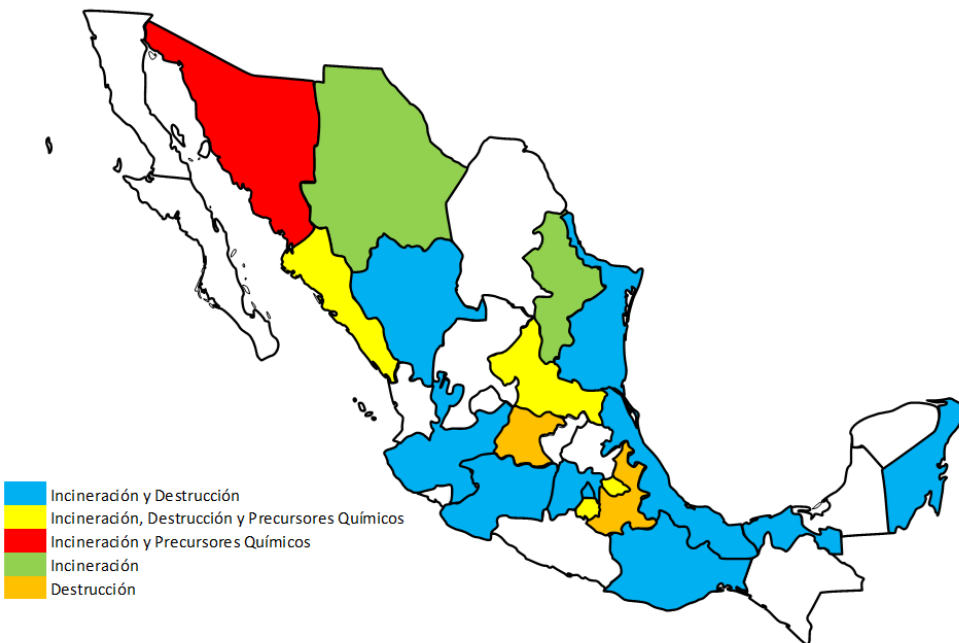 Incineración y Destrucción
Incineración, Destrucción y Precursores Químicos
Incineración y Precursores Químicos
Incineración
Destrucción